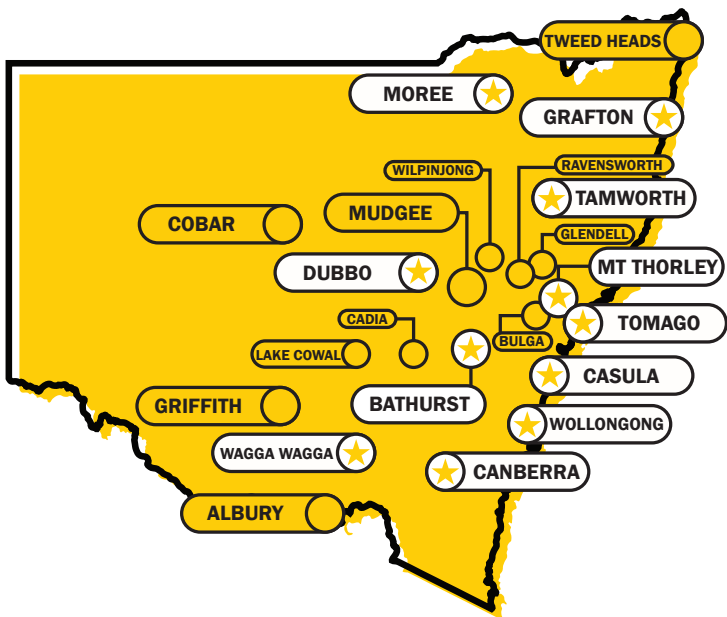 TWEED HEADS
MOREE
GRAFTON
WILPINJONG
RAVENSWORTH
TAMWORTH
MUDGEE
COBAR
GLENDELL
DUBBO
MT THORLEY
CADIA
TOMAGO
BULGA
LAKE COWAL
CASULA
GRIFFITH
BATHURST
WOLLONGONG
WAGGA WAGGA
CANBERRA
ALBURY